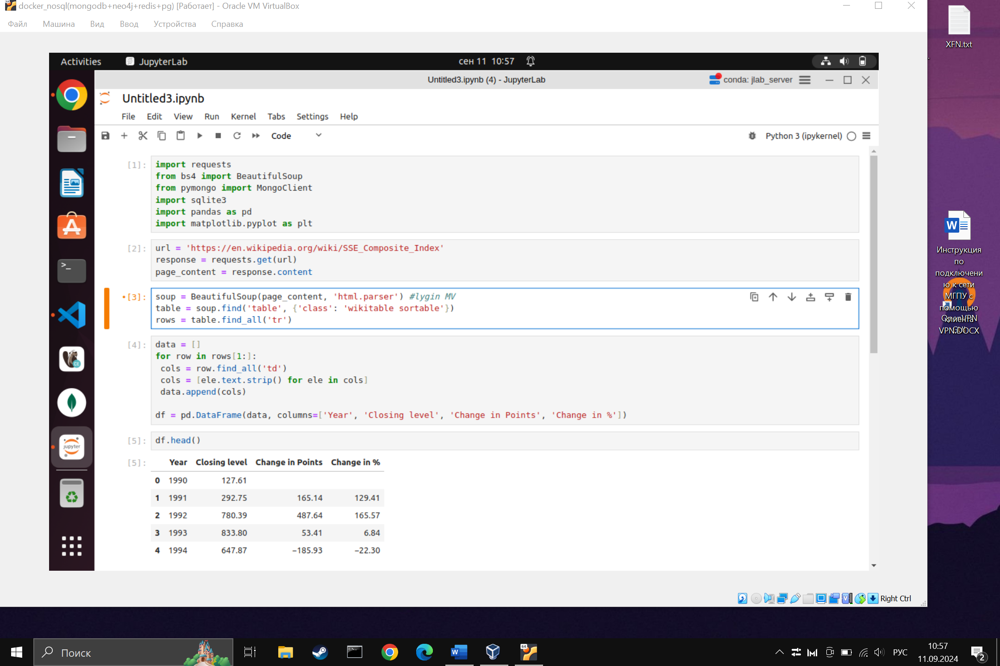 docker_nosql(mongodb+neo4j+redis+pg) [Работает] - Oracle VM VirtualBox
Файл Машина Вид Ввод Устройства Справка
XFN.txt
Activities JupyterLab сен 11 10:57
Untitled3.ipynb (4) - JupyterLab conda: jlab_server
Untitled3.ipynb
File Edit View Run Kernel Tabs Settings Help
Code Python 3 (ipykernel)
[1]: import requests
from bs4 import BeautifulSoup
from pymongo import MongoClient
import sqlite3
import pandas as pd
import matplotlib.pyplot as plt
[2]: url = 'https://en.wikipedia.org/wiki/SSE_Composite_Index'
response = requests.get(url)
page_content = response.content
[3]: soup = BeautifulSoup(page_content, 'html.parser') #lygin MV
table = soup.find('table', {'class': 'wikitable sortable'})
rows = table.find_all('tr')
[4]: data = []
for row in rows[1:]:
cols = row.find_all('td')
cols = [ele.text.strip() for ele in cols]
data.append(cols)
df = pd.DataFrame(data, columns=['Year', 'Closing level', 'Change in Points', 'Change in %'])
[5]: df.head()
[5]: Year Closing level Change in Points Change in %
0 1990 127.61
1 1991 292.75 165.14 129.41
2 1992 780.39 487.64 165.57
3 1993 833.80 53.41 6.84
4 1994 647.87 −185.93 −22.30
Инструкция
по
подключени
ю к сети
МГПУ с
помощью
клиента
OpenVPN
VPN.DOCX
GUI
CE
jupyter
Right Ctrl
Поиск
64
РУС
10:57
11.09.2024
2